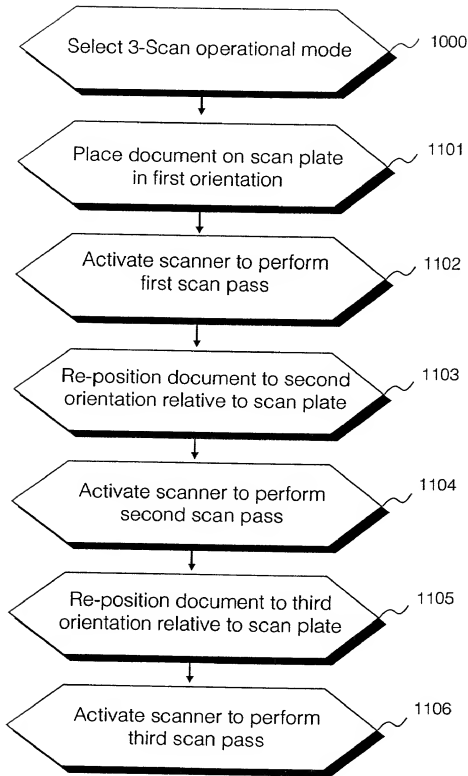 Select 3-Scan operational mode
1000
Place document on scan plate
in first orientation
1101
Activate scanner to perform
first scan pass
1102
Re-position document to second
orientation relative to scan plate
1103
Activate scanner to perform
second scan pass
1104
Re-position document to third
orientation relative to scan plate
1105
Activate scanner to perform
third scan pass
1106